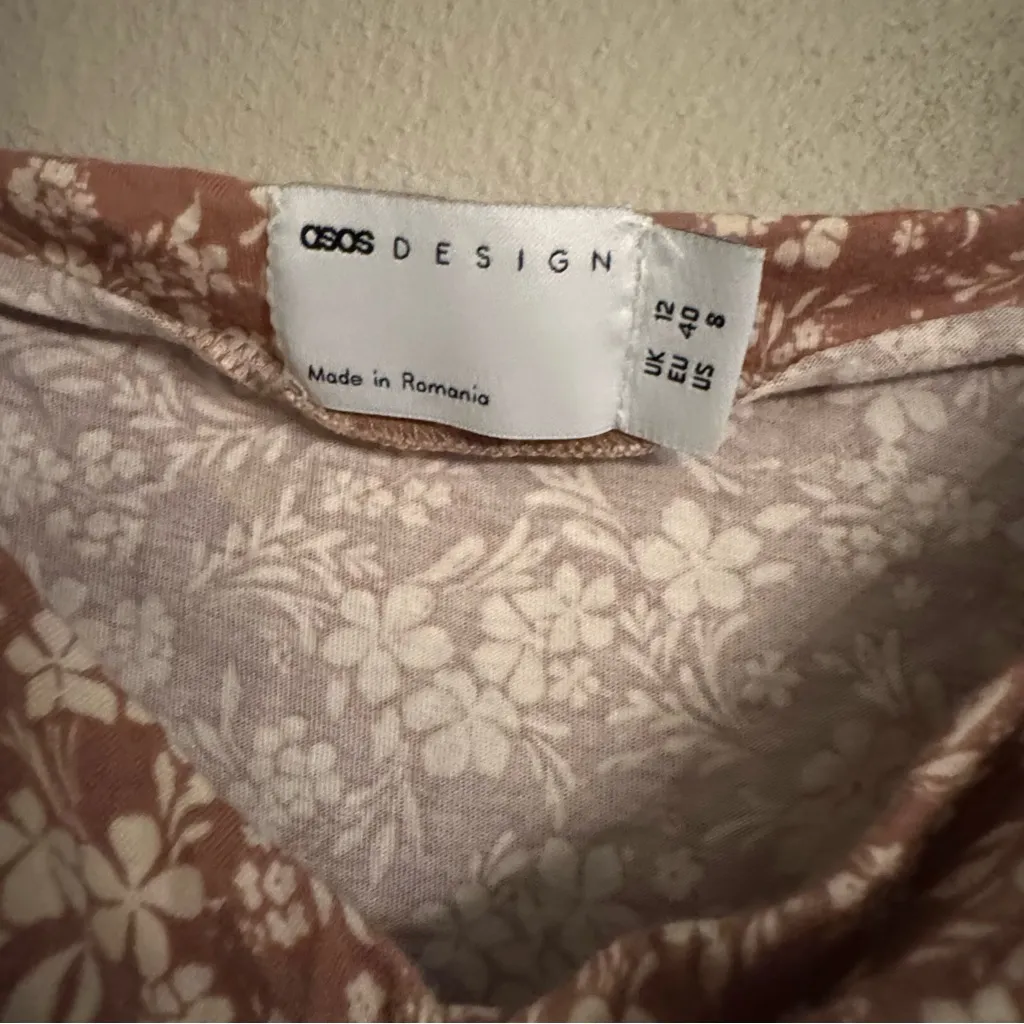 asos DESIGN
Made in Romania
UK 12
EU 40
US 8